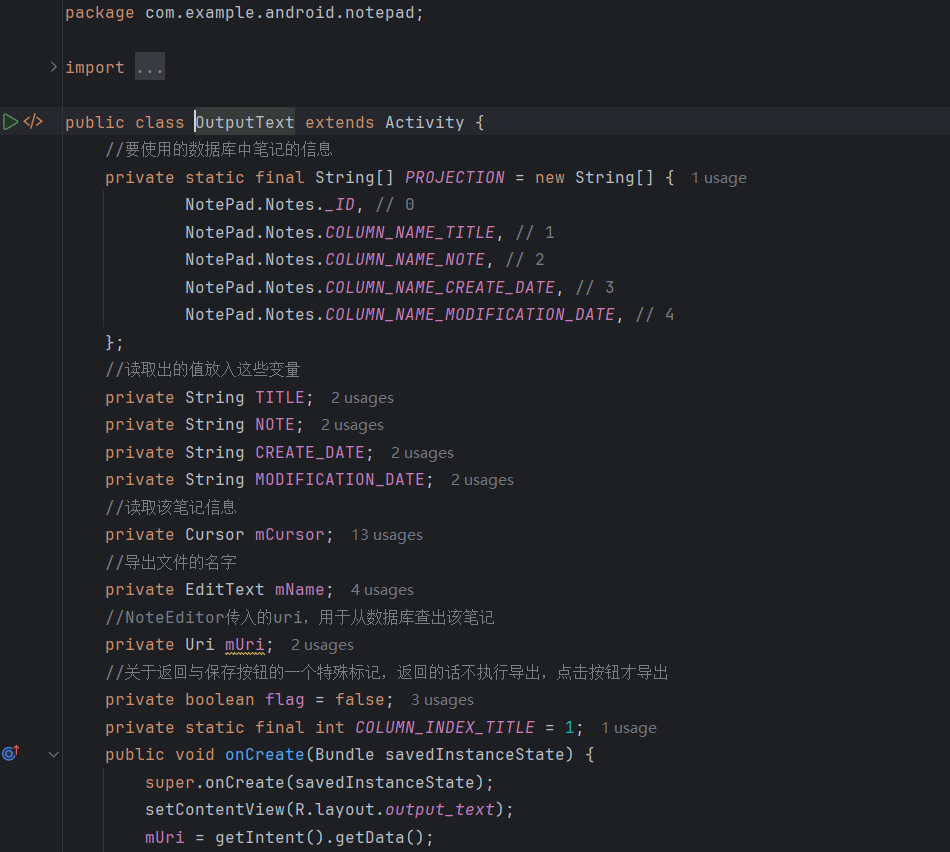 package com.example.android.notepad;
import ...
public class OutputText extends Activity {
//要使用的数据库中笔记的信息
private static final String[] PROJECTION = new String[] { 1 usage
NotePad.Notes._ID, // 0
NotePad.Notes.COLUMN_NAME_TITLE, // 1
NotePad.Notes.COLUMN_NAME_NOTE, // 2
NotePad.Notes.COLUMN_NAME_CREATE_DATE, // 3
NotePad.Notes.COLUMN_NAME_MODIFICATION_DATE, // 4
};
//读取出的值放入这些变量
private String TITLE; 2 usages
private String NOTE; 2 usages
private String CREATE_DATE; 2 usages
private String MODIFICATION_DATE; 2 usages
//读取该笔记信息
private Cursor mCursor; 13 usages
//导出文件的名字
private EditText mName; 4 usages
//NoteEditor传入的uri，用于从数据库查出该笔记
private Uri mUri; 2 usages
//关于返回与保存按钮的一个特殊标记，返回的话不执行导出，点击按钮才导出
private boolean flag = false; 3 usages
private static final int COLUMN_INDEX_TITLE = 1; 1 usage
public void onCreate(Bundle savedInstanceState) {
super.onCreate(savedInstanceState);
setContentView(R.layout.output_text);
mUri = getIntent().getData();